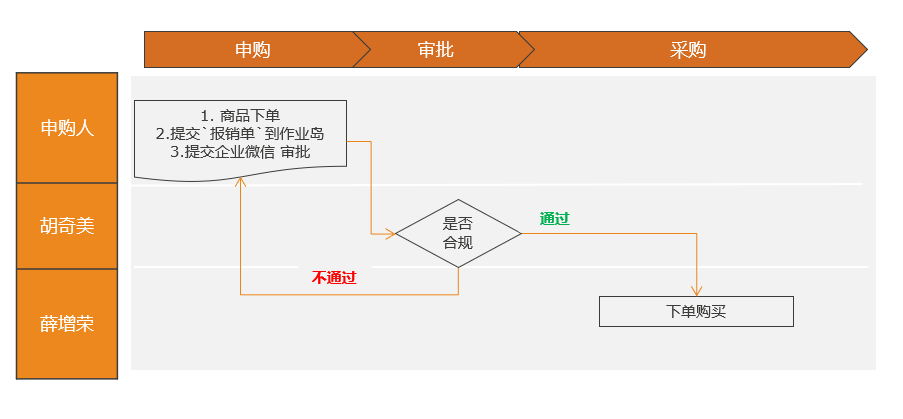 申购
审批
采购
申购人
1. 商品下单
2.提交`报销单`到作业岛
3.提交企业微信 审批
胡奇美
是否
合规
通过
不通过
薛增荣
下单购买